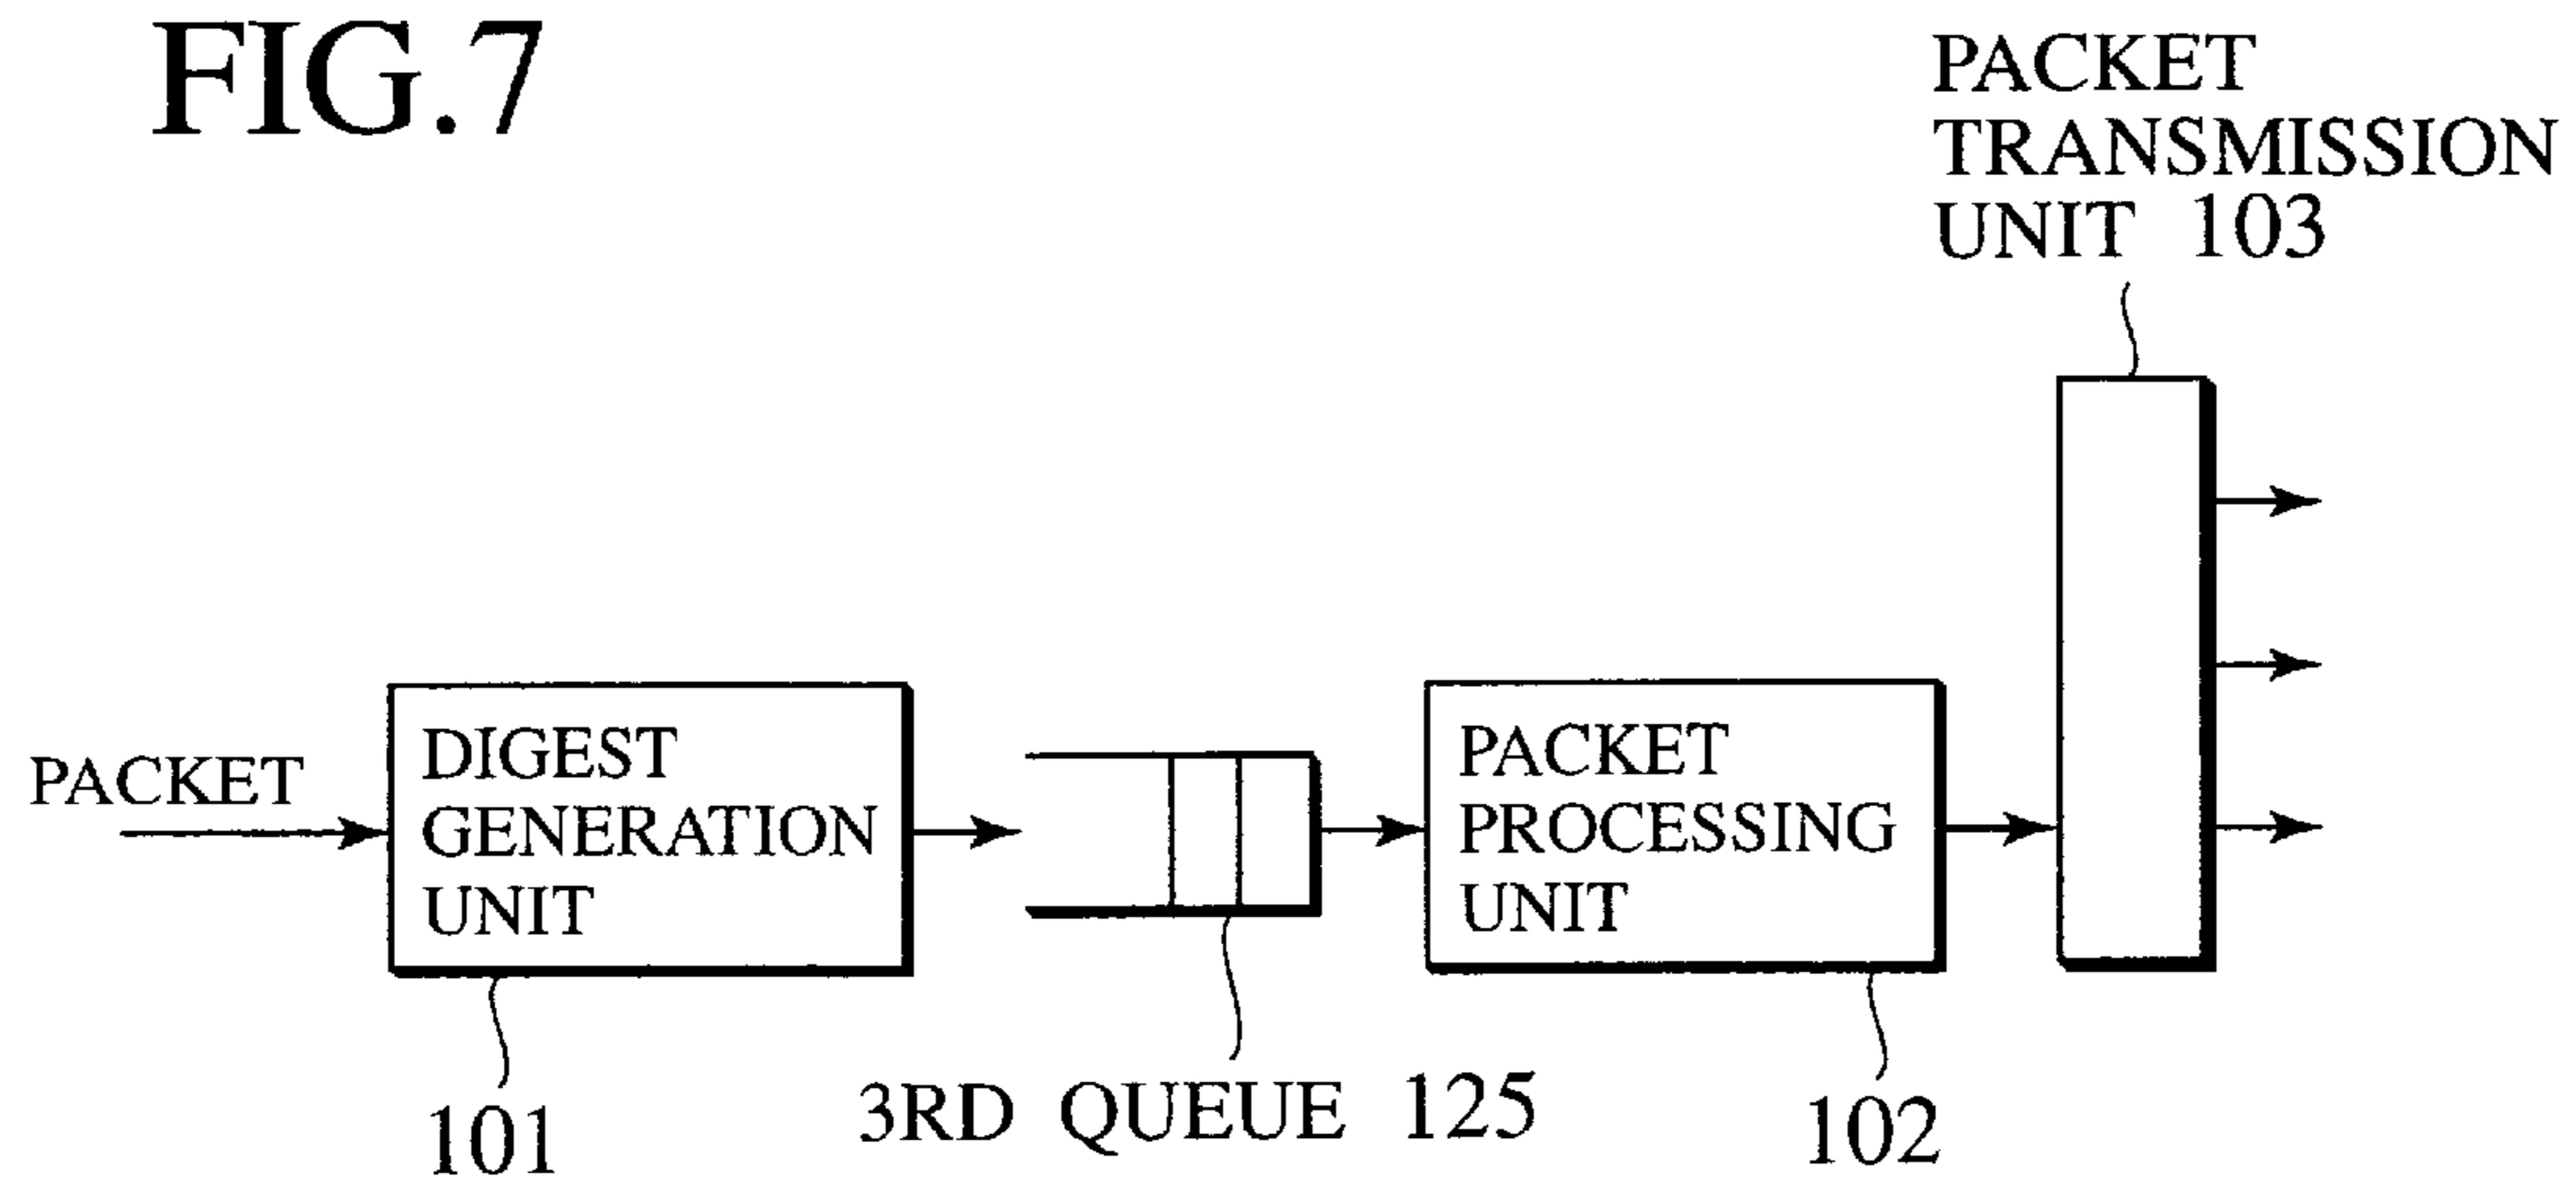 FIG.7
PACKET
TRANSMISSION
UNIT 103
PACKET
DIGEST
GENERATION
UNIT
PACKET
PROCESSING
UNIT
101
3RD QUEUE 125
102